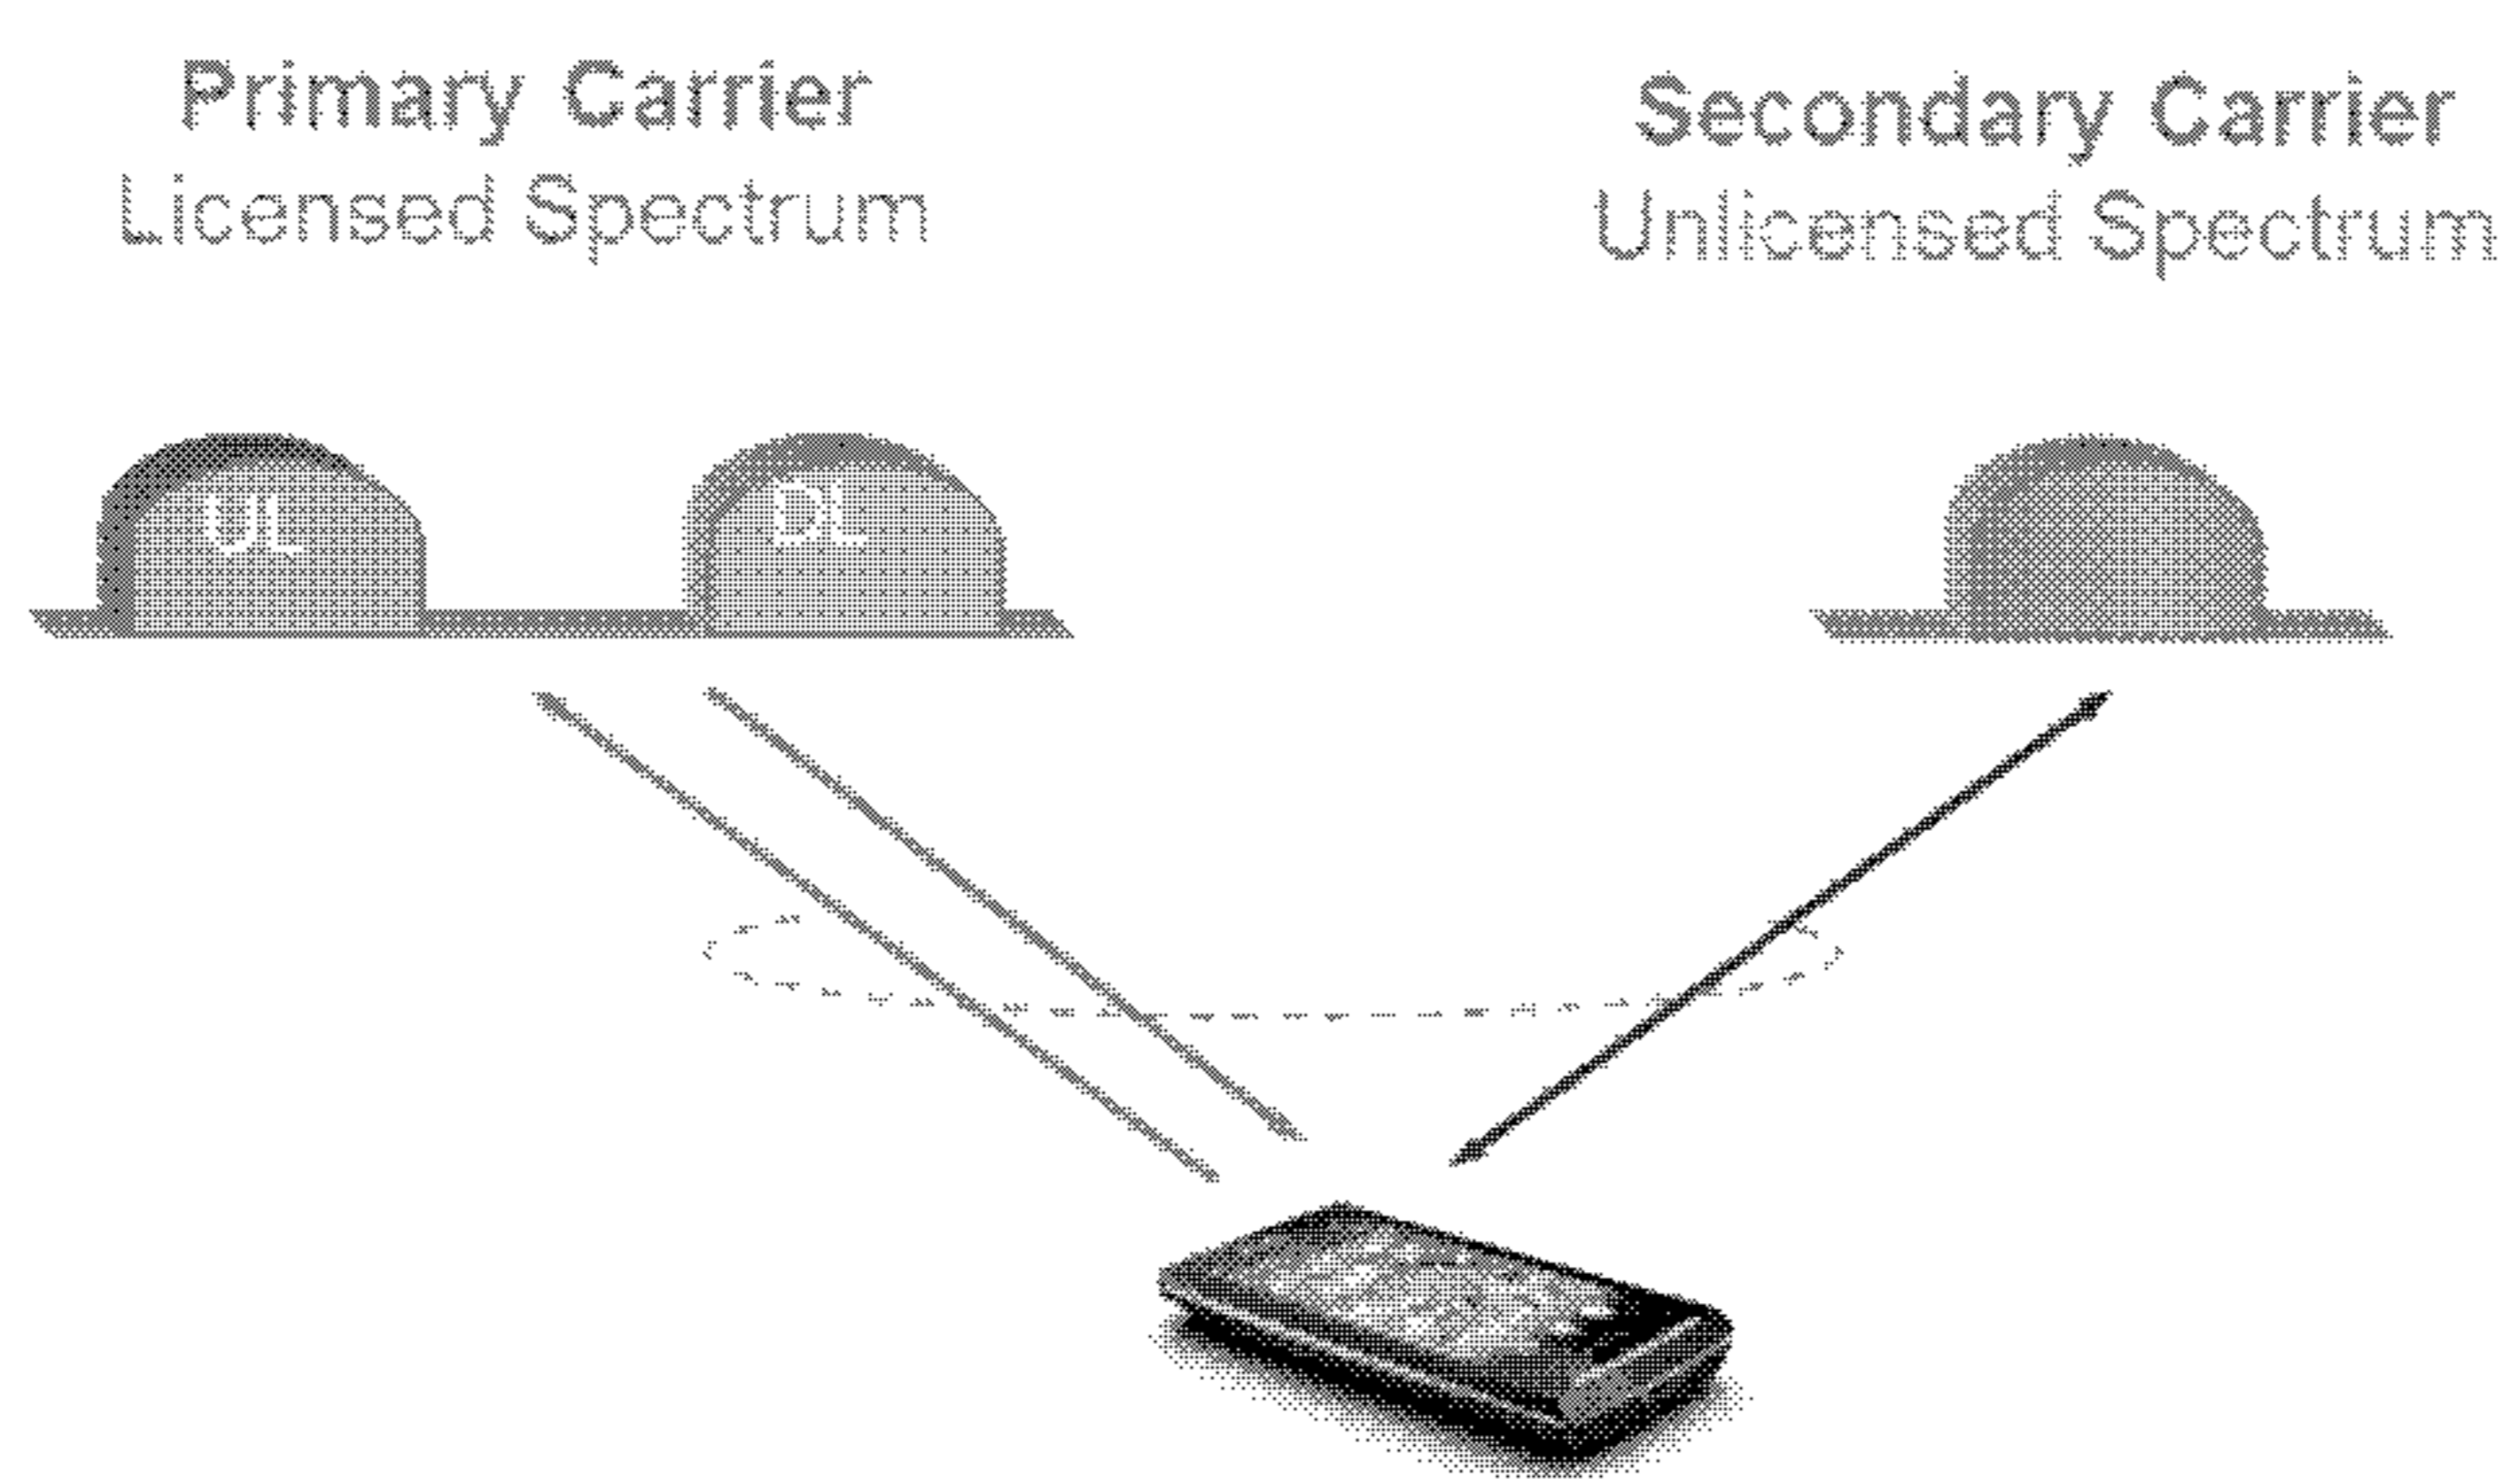 Primary Carrier
Licensed Spectrum
Secondary Carrier
Unlicensed Spectrum
UL
DL